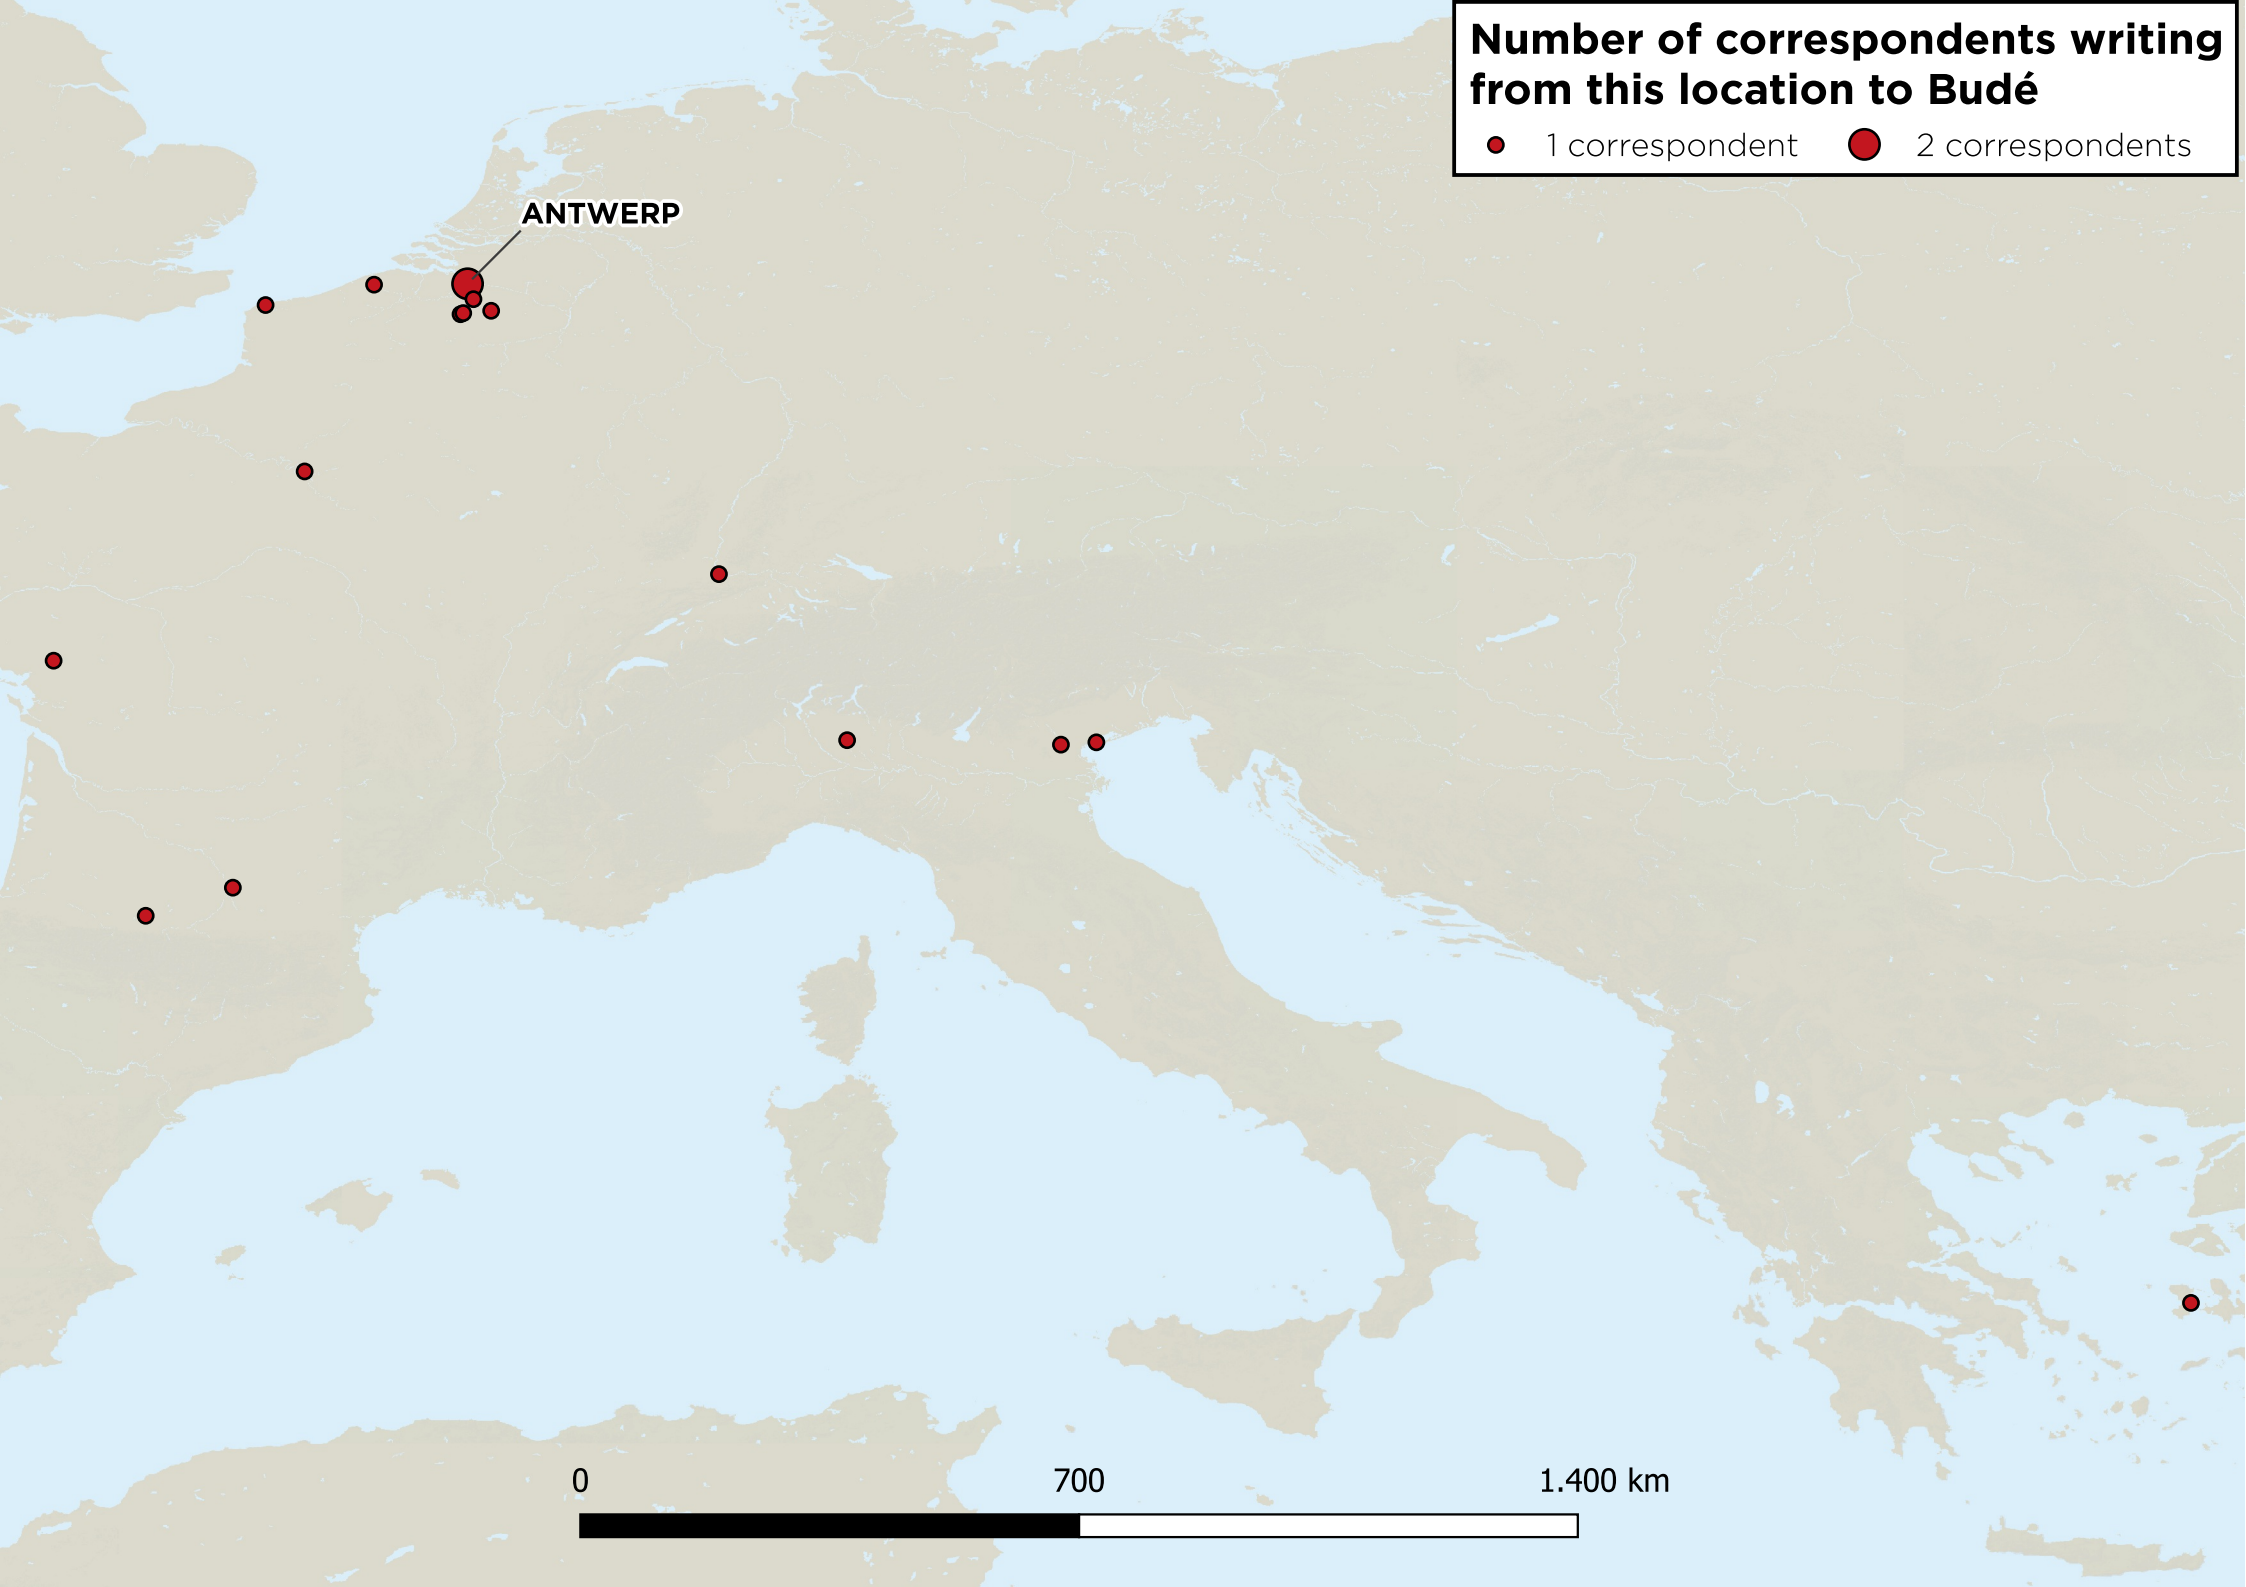 Number of correspondents writing
from this location to Budé
1 correspondent 2 correspondents
ANTWERP
0 700 1.400 km